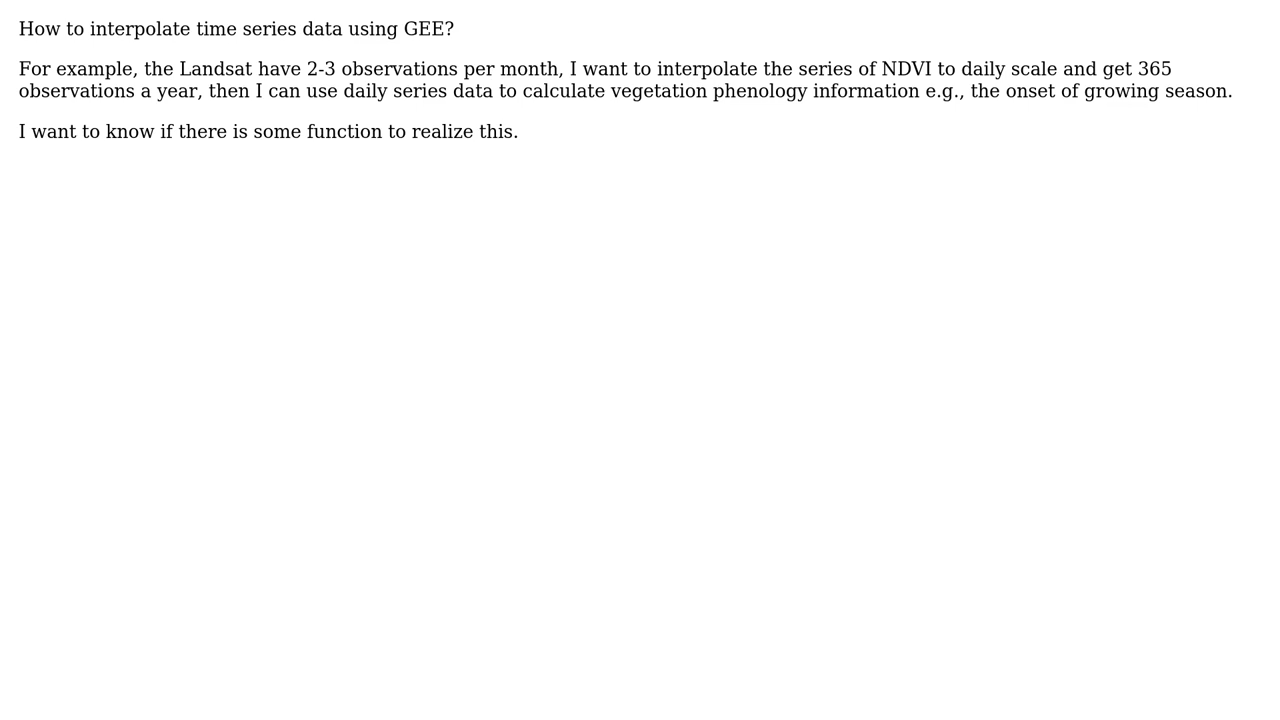 How to interpolate time series data using GEE?
For example, the Landsat have 2-3 observations per month, I want to interpolate the series of NDVI to daily scale and get 365
observations a year, then I can use daily series data to calculate vegetation phenology information e.g., the onset of growing season.
I want to know if there is some function to realize this.